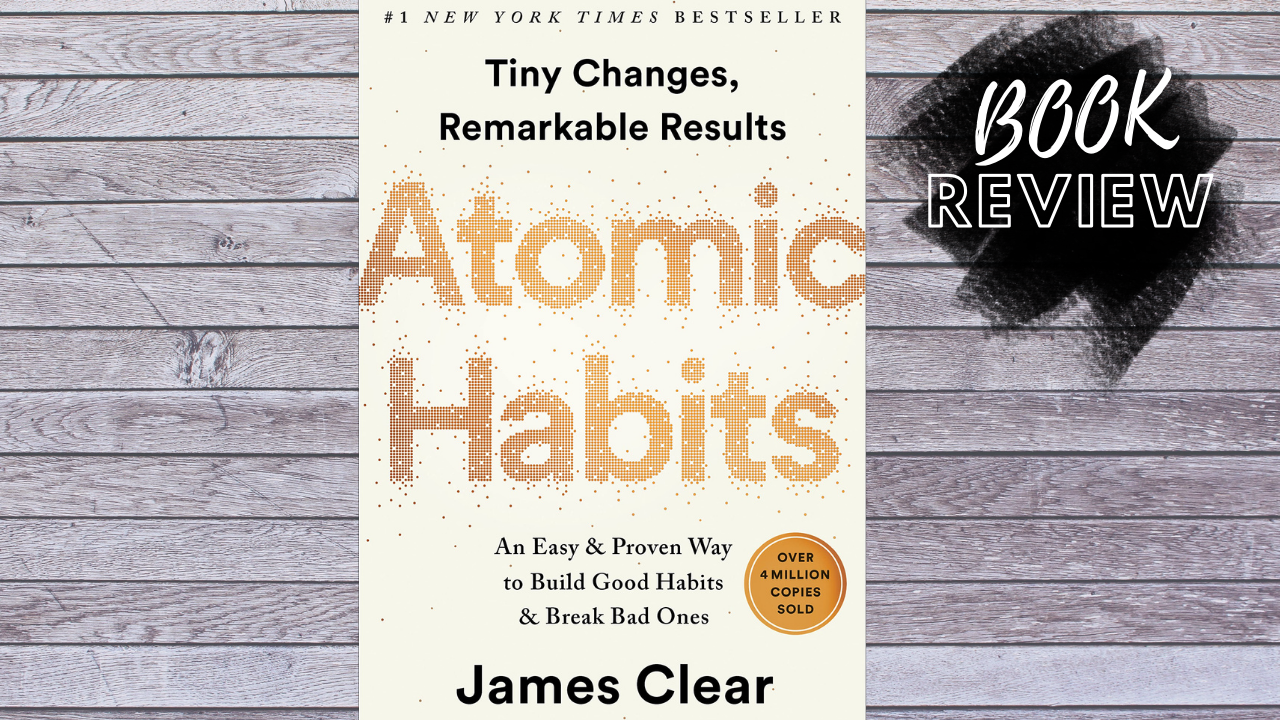 #1 NEW YORK TIMES BESTSELLER
Tiny Changes,
Remarkable Results
Atomic
Habits
An Easy & Proven Way
to Build Good Habits
& Break Bad Ones
OVER
4 MILLION
COPIES
SOLD
James Clear
BOOK
REVIEW